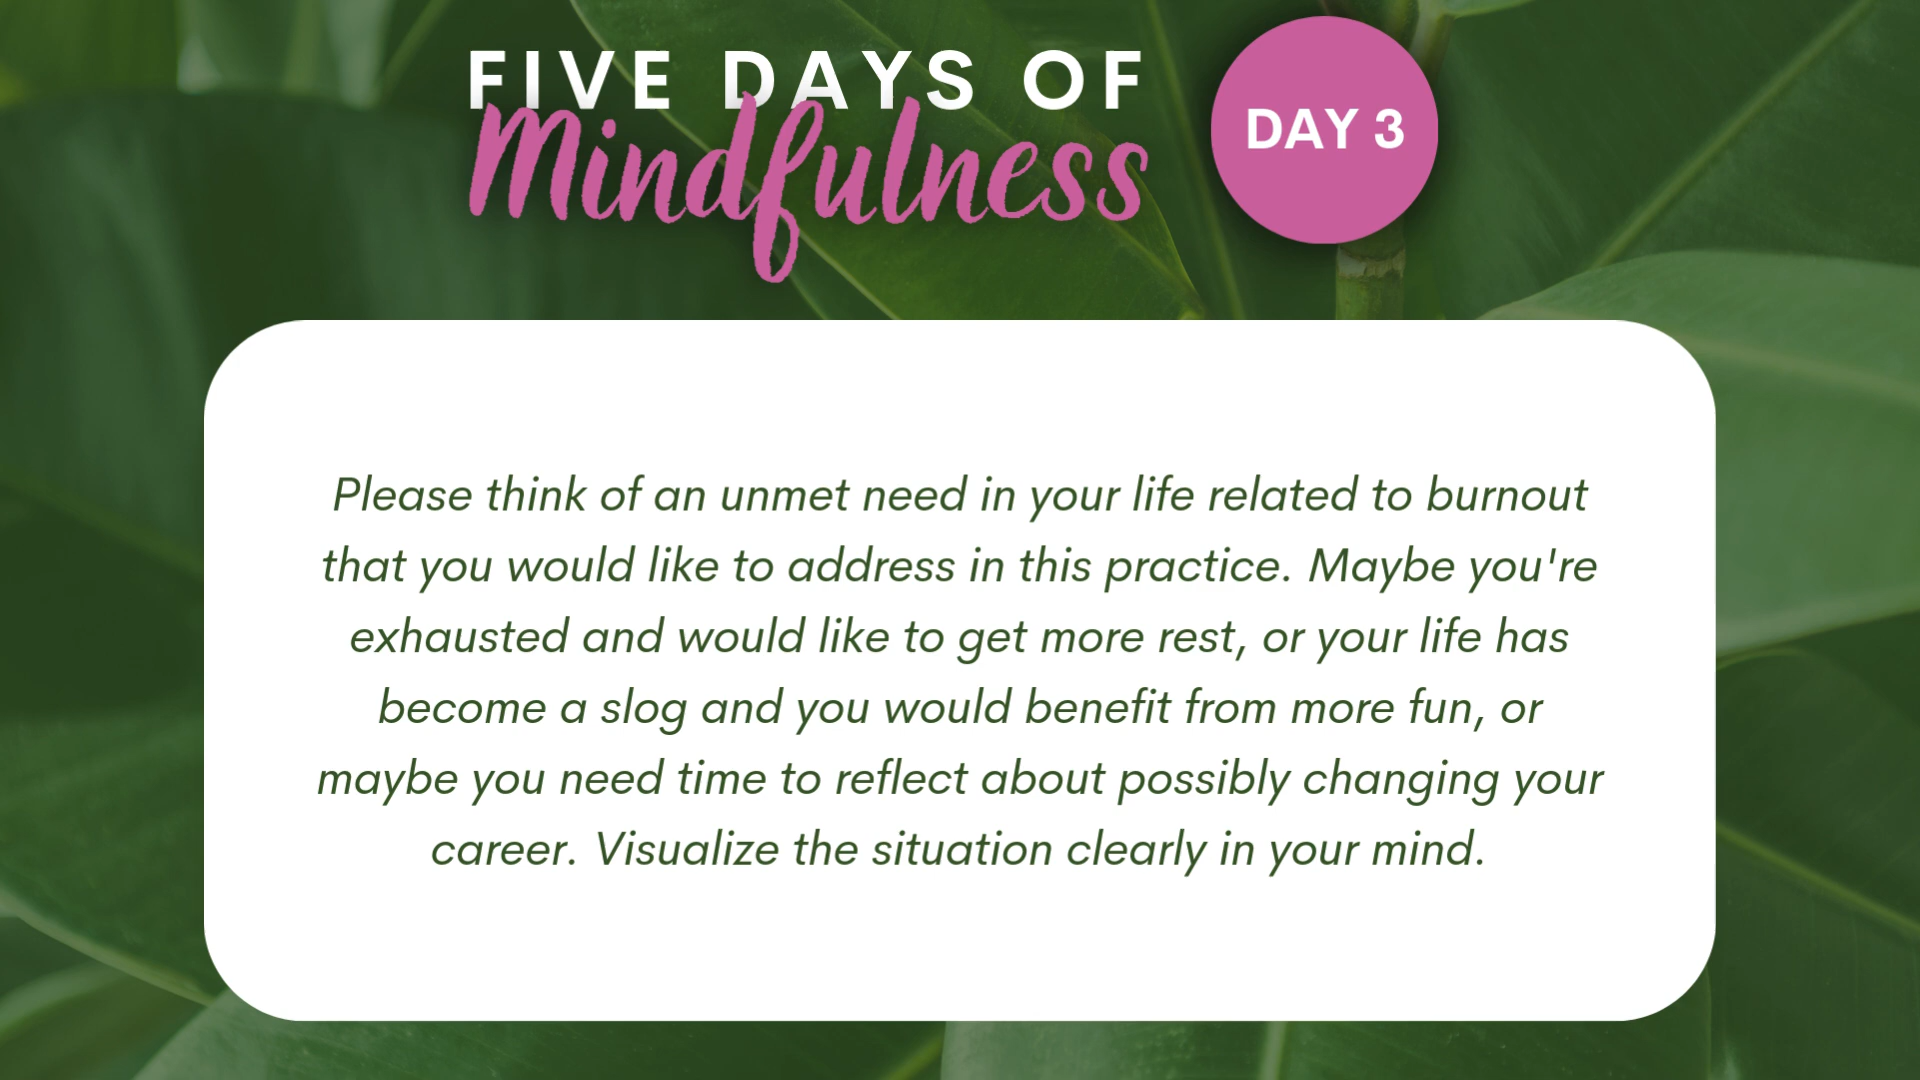 FIVE DAYS OF
Mindfulness
DAY 3
Please think of an unmet need in your life related to burnout
that you would like to address in this practice. Maybe you're
exhausted and would like to get more rest, or your life has
become a slog and you would benefit from more fun, or
maybe you need time to reflect about possibly changing your
career. Visualize the situation clearly in your mind.